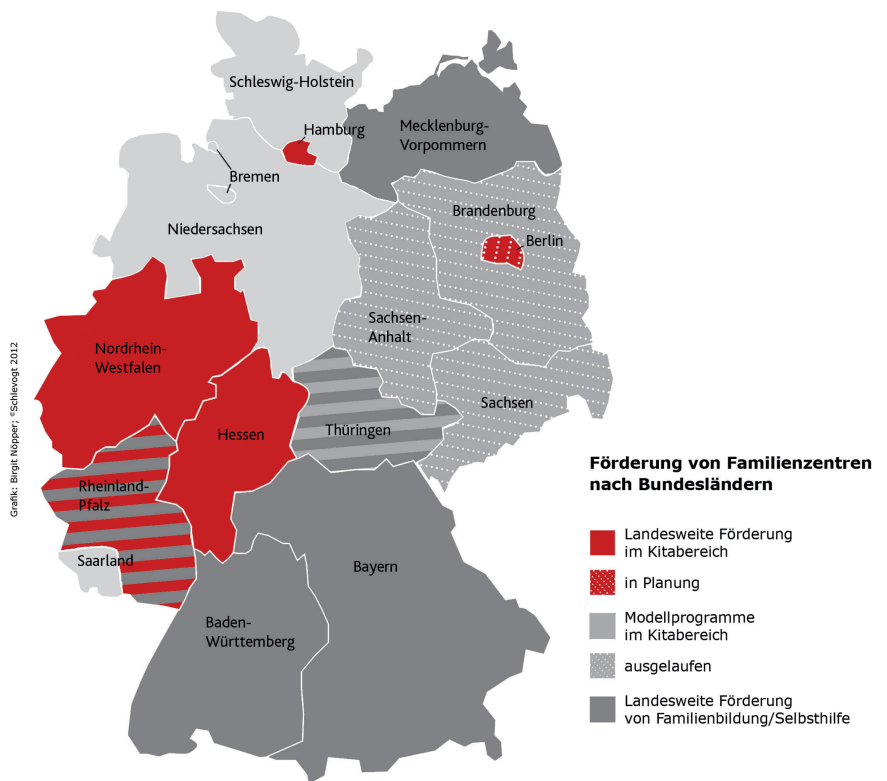 Schleswig-Holstein
Hamburg
Mecklenburg-
Vorpommern
Bremen
Niedersachsen
Brandenburg
Berlin
Sachsen-
Anhalt
Nordrhein-
Westfalen
Hessen
Thüringen
Sachsen
Rheinland-
Pfalz
Saarland
Bayern
Baden-
Württemberg
Grafik: Birgit Nöpper; ©Schlevogt 2012
Förderung von Familienzentren
nach Bundesländern
Landesweite Förderung
im Kitabereich
in Planung
Modellprogramme
im Kitabereich
ausgelaufen
Landesweite Förderung
von Familienbildung/Selbsthilfe